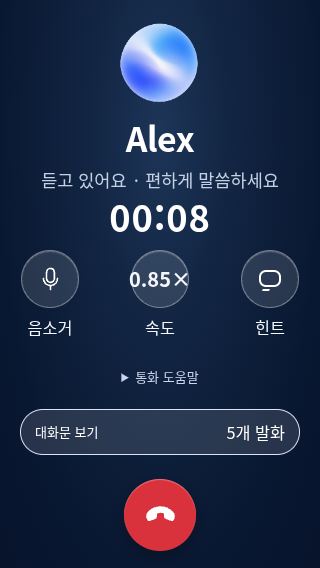 Alex
듣고 있어요 · 편하게 말씀하세요
00:08
0.85×
음소거
속도
힌트
▶ 통화 도움말
대화문 보기
5개 발화